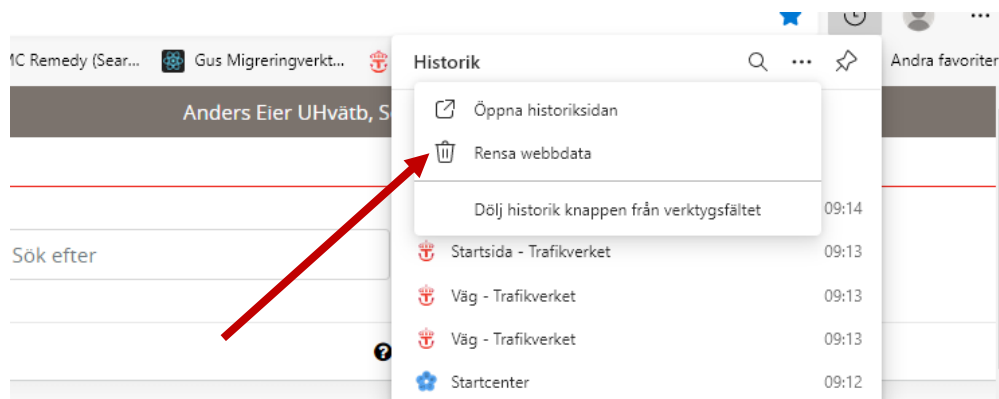 MC Remedy (Sear... Gus Migreringverkt... Historik Andra favoriter
Anders Eier UHvätb, S
Öppna historiksidan
Rensa webbdata
Dölj historik knappen från verktygsfältet 09:14
Sök efter
Startsida - Trafikverket 09:13
Väg - Trafikverket 09:13
Väg - Trafikverket 09:13
Startcenter 09:12